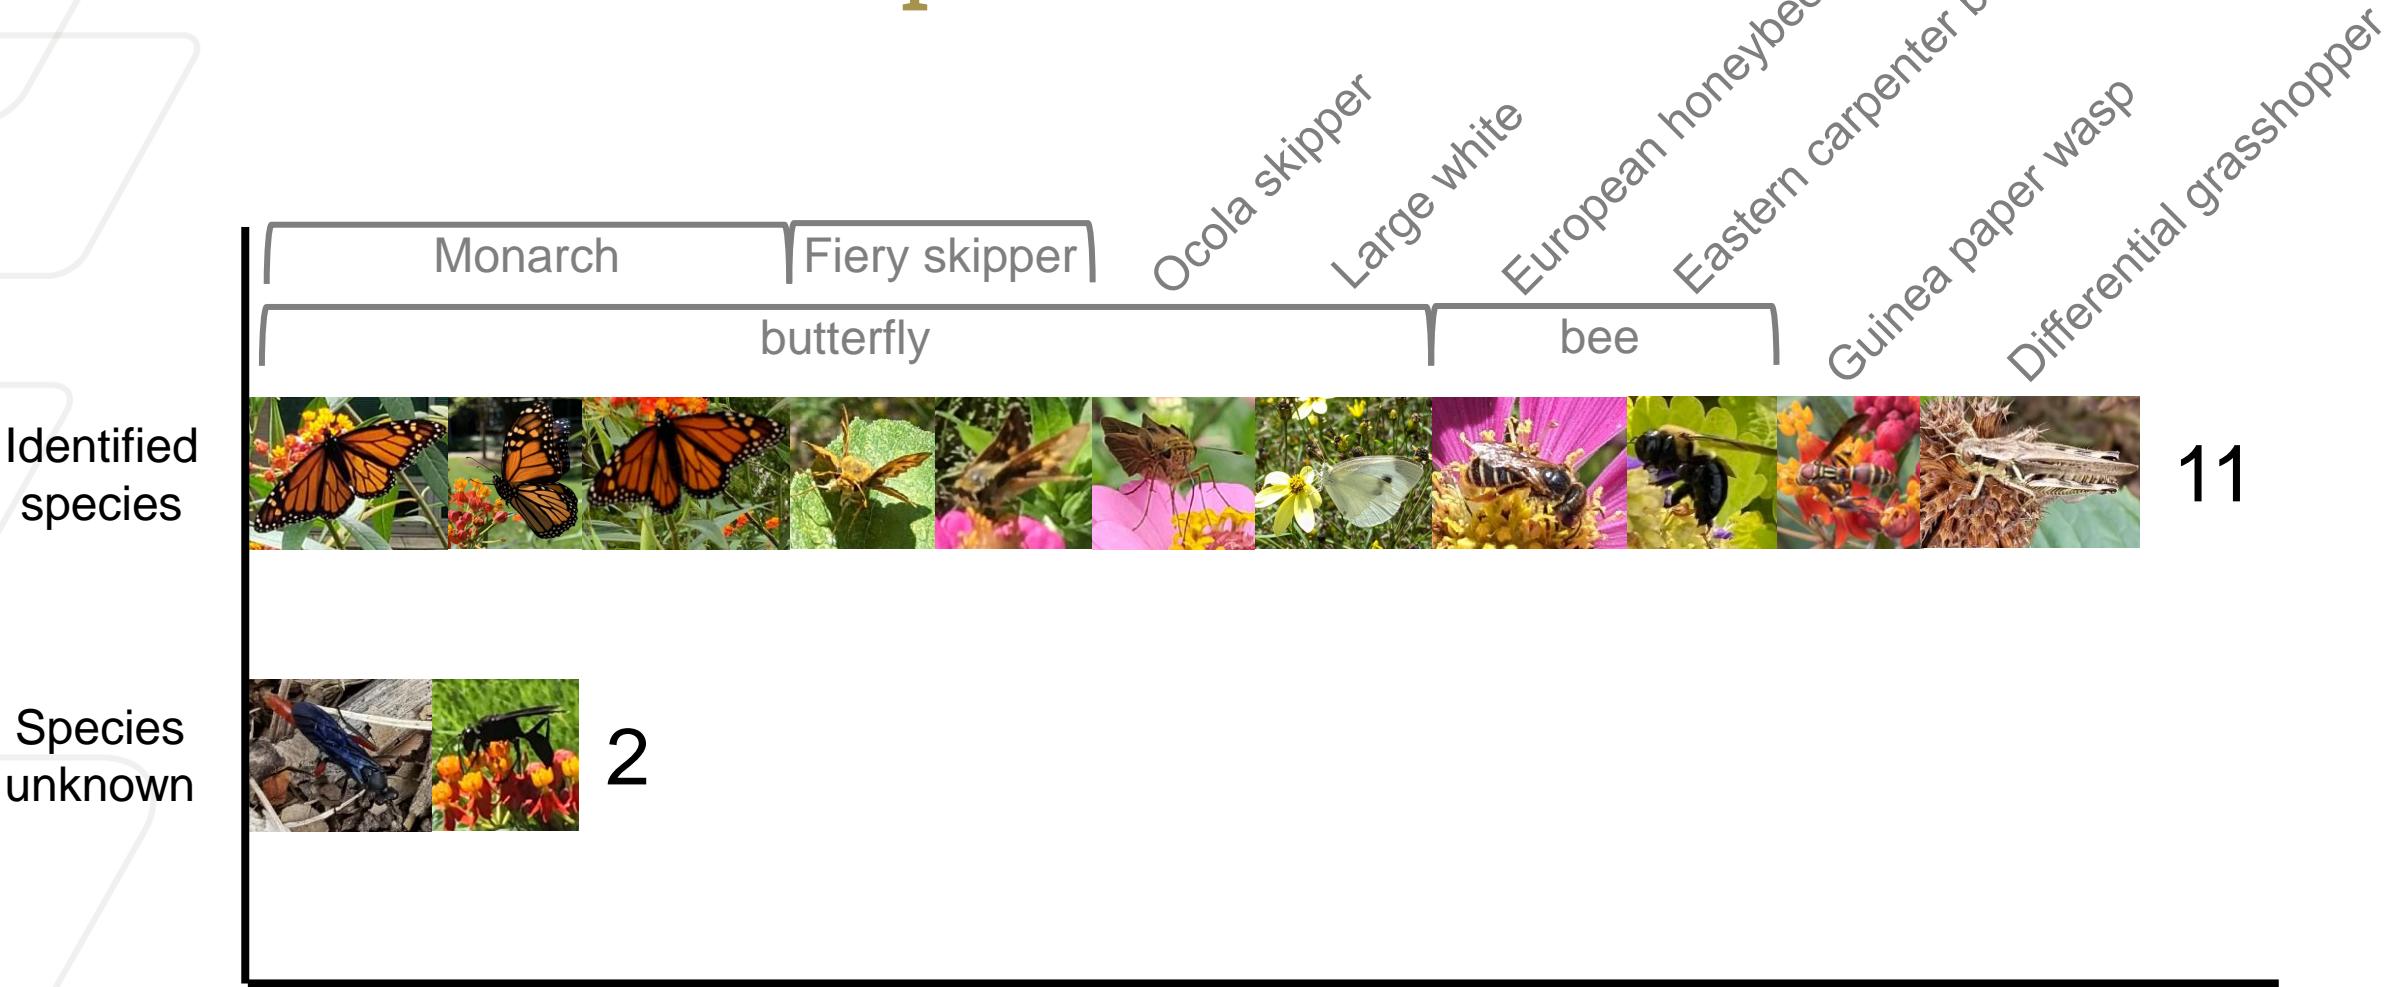 Ocola skipper
Large white
European honeybee
Eastern carpenter
Guinea paper wasp
Differential grasshopper
Monarch
Fiery skipper
butterfly
bee
Identified
species
11
Species
unknown
2